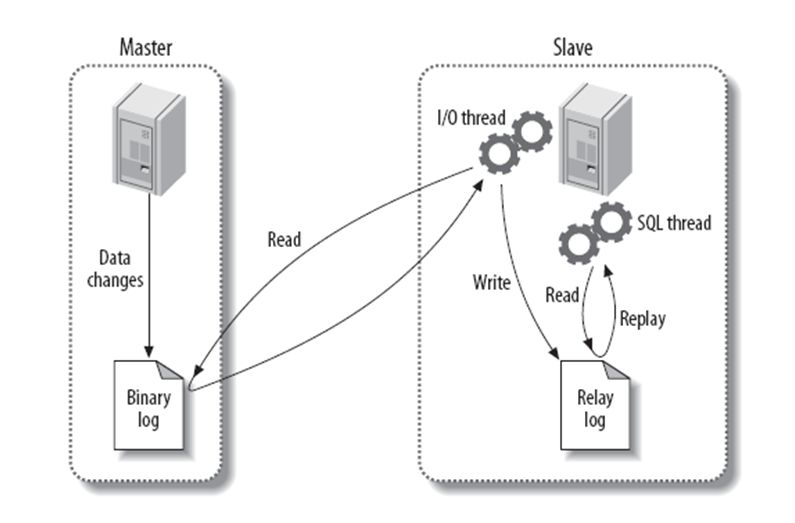 Master
Slave
I/O thread
SQL thread
Read
Data
changes
Write
Read
Replay
Binary
log
Relay
log